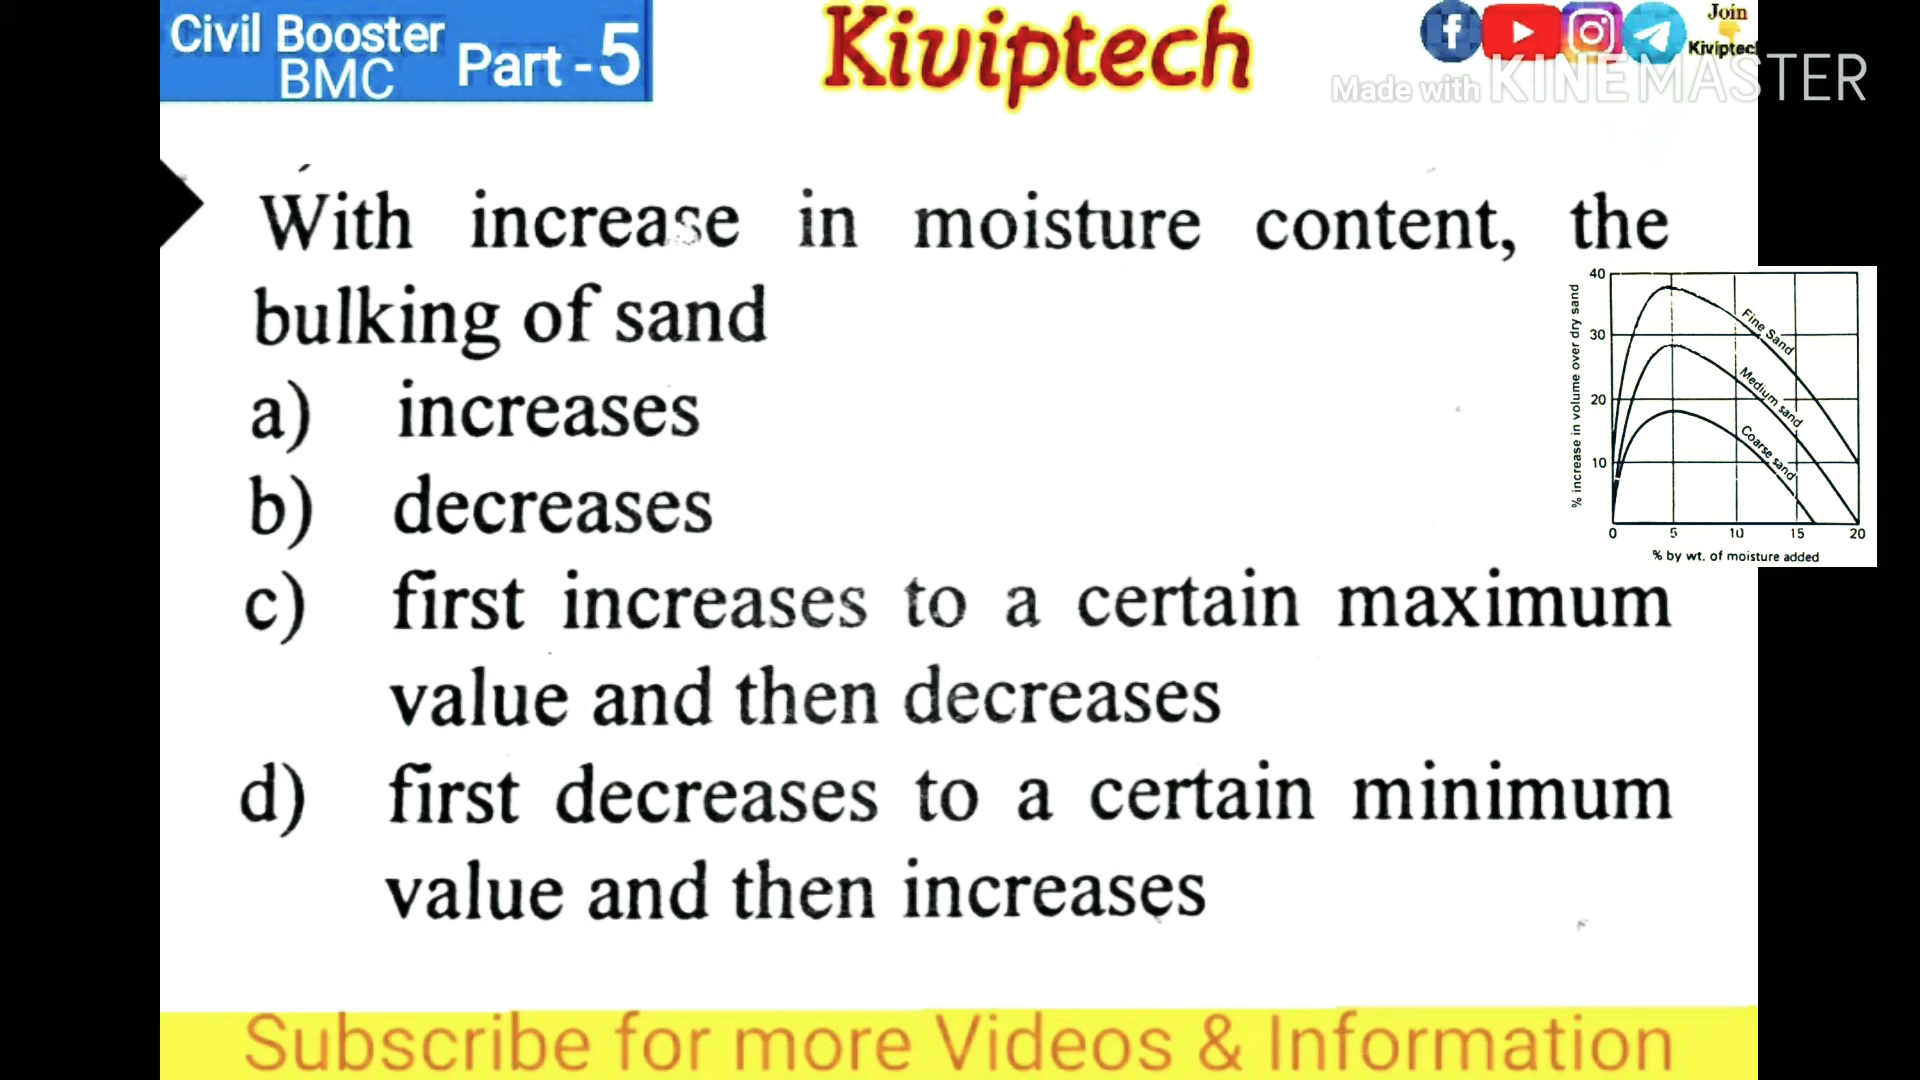 Civil Booster
BMC
Part - 5
Kiviptech
Join
Kiviptec
Made with KINEMASTER
With increase in moisture content, the
bulking of sand
a) increases
b) decreases
c) first increases to a certain maximum
value and then decreases
d) first decreases to a certain minimum
value and then increases
% increase in volume over dry sand
40
30
20
10
Fine Sand
Medium sand
Coarse sand
0 5 10 15 20
% by wt. of moisture added
Subscribe for more Videos & Information